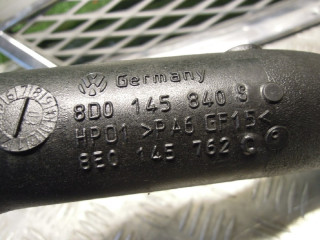 Germany
8D0 145 840 S
HP01 >PA6 GF15<
8E0 145 762 Q